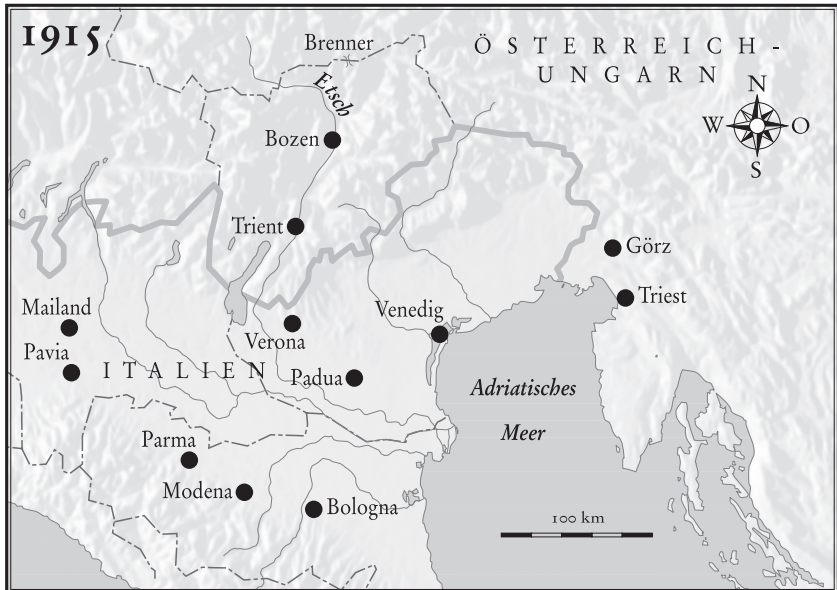 1915
Brenner
ÖSTERREICH-
UNGARN
N
W O
S
Etsch
Bozen
Trient
Görz
Triest
Mailand
Venedig
Verona
Pavia
ITALIEN
Padua
Adriatisches
Meer
Parma
Modena
Bologna
100 km